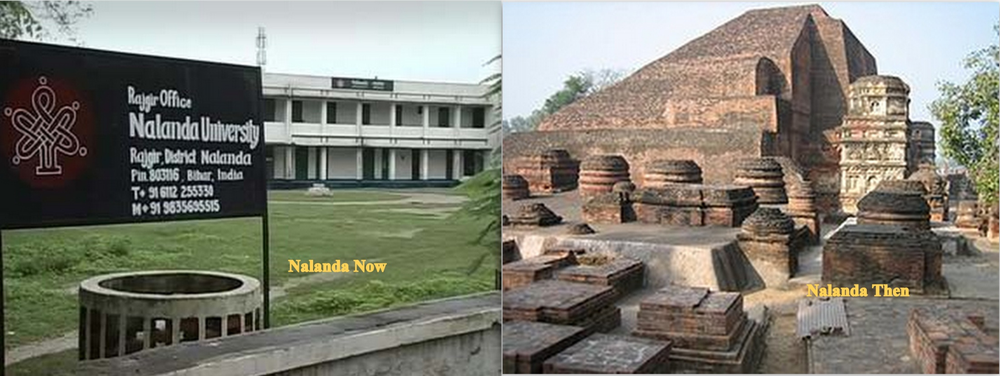 Rajgir Office
Nalanda University
Rajgir, District Nalanda
Pin. 803116, Bihar, India
T+ 91 6112 255330
M+91 9835695515
Nalanda Now
Nalanda Then